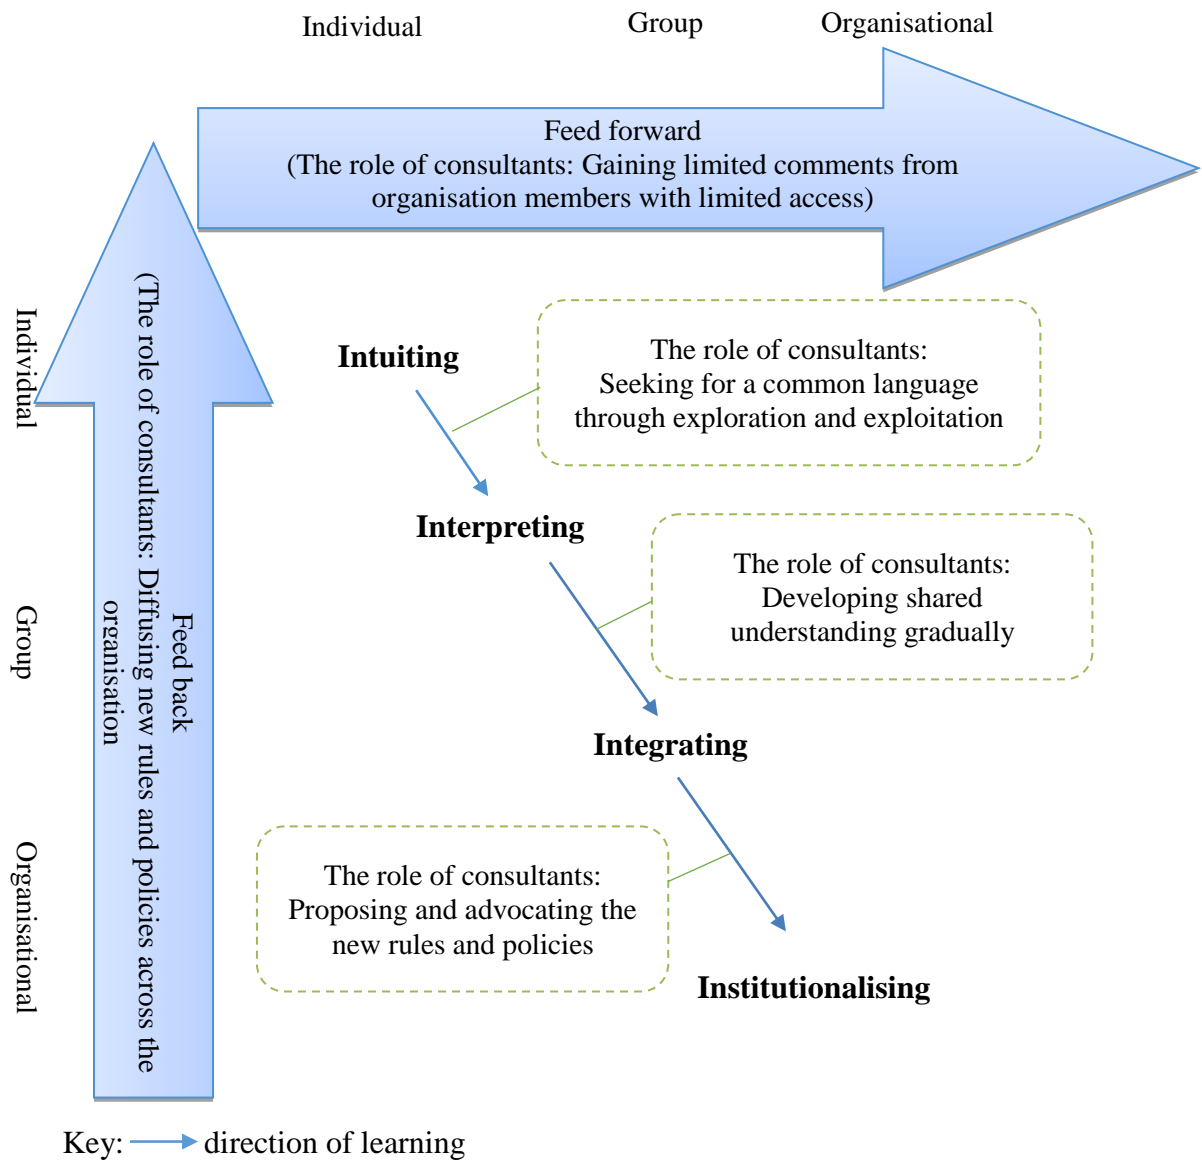 Individual
Group
Organisational
Feed forward
(The role of consultants: Gaining limited comments from
organisation members with limited access)
Individual
Group
Organisational
Feed back
(The role of consultants: Diffusing new rules and policies across the
organisation
Intuiting
The role of consultants:
Seeking for a common language
through exploration and exploitation
Interpreting
The role of consultants:
Developing shared
understanding gradually
Integrating
The role of consultants:
Proposing and advocating the
new rules and policies
Institutionalising
Key: direction of learning